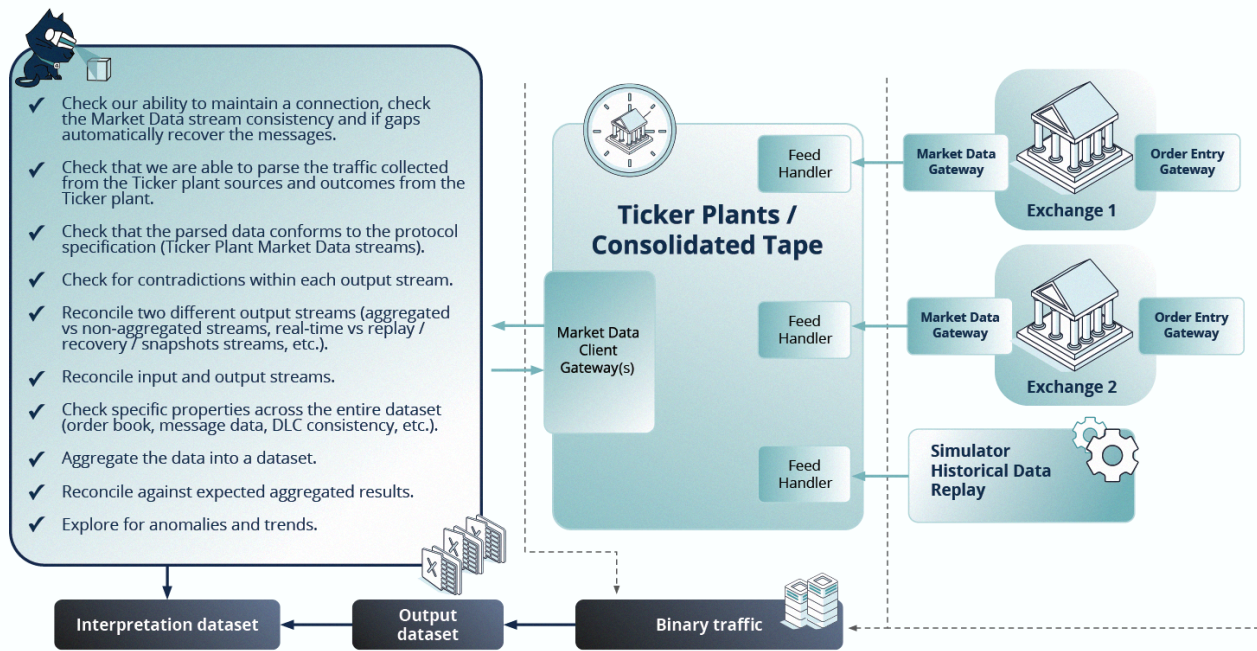 Check our ability to maintain a connection, check
the Market Data stream consistency and if gaps
automatically recover the messages.
Check that we are able to parse the traffic collected
from the Ticker plant sources and outcomes from the
Ticker plant.
Check that the parsed data conforms to the protocol
specification (Ticker Plant Market Data streams).
Check for contradictions within each output stream.
Reconcile two different output streams (aggregated
vs non-aggregated streams, real-time vs replay /
recovery / snapshots streams, etc.).
Reconcile input and output streams.
Check specific properties across the entire dataset
(order book, message data, DLC consistency, etc.).
Aggregate the data into a dataset.
Reconcile against expected aggregated results.
Explore for anomalies and trends.
X
X
X
Interpretation dataset
Output
dataset
Binary traffic
Ticker Plants /
Consolidated Tape
Market Data
Client
Gateway(s)
Feed
Handler
Feed
Handler
Feed
Handler
Market Data
Gateway
Exchange 1
Order Entry
Gateway
Market Data
Gateway
Exchange 2
Order Entry
Gateway
Simulator
Historical Data
Replay